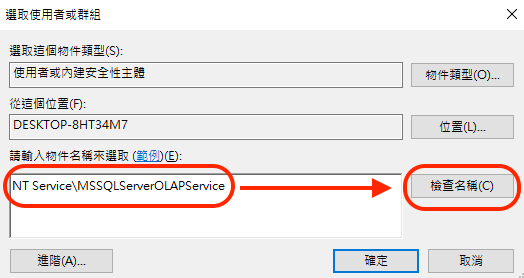 選取使用者或群組
選取這個物件類型(S):
使用者或內建安全性主體
物件類型(O)...
從這個位置(F):
DESKTOP-8HT34M7
位置(L)...
請輸入物件名稱來選取 (範例)(E):
NT Service\MSSQLServerOLAPService
檢查名稱(C)
進階(A)...
確定
取消